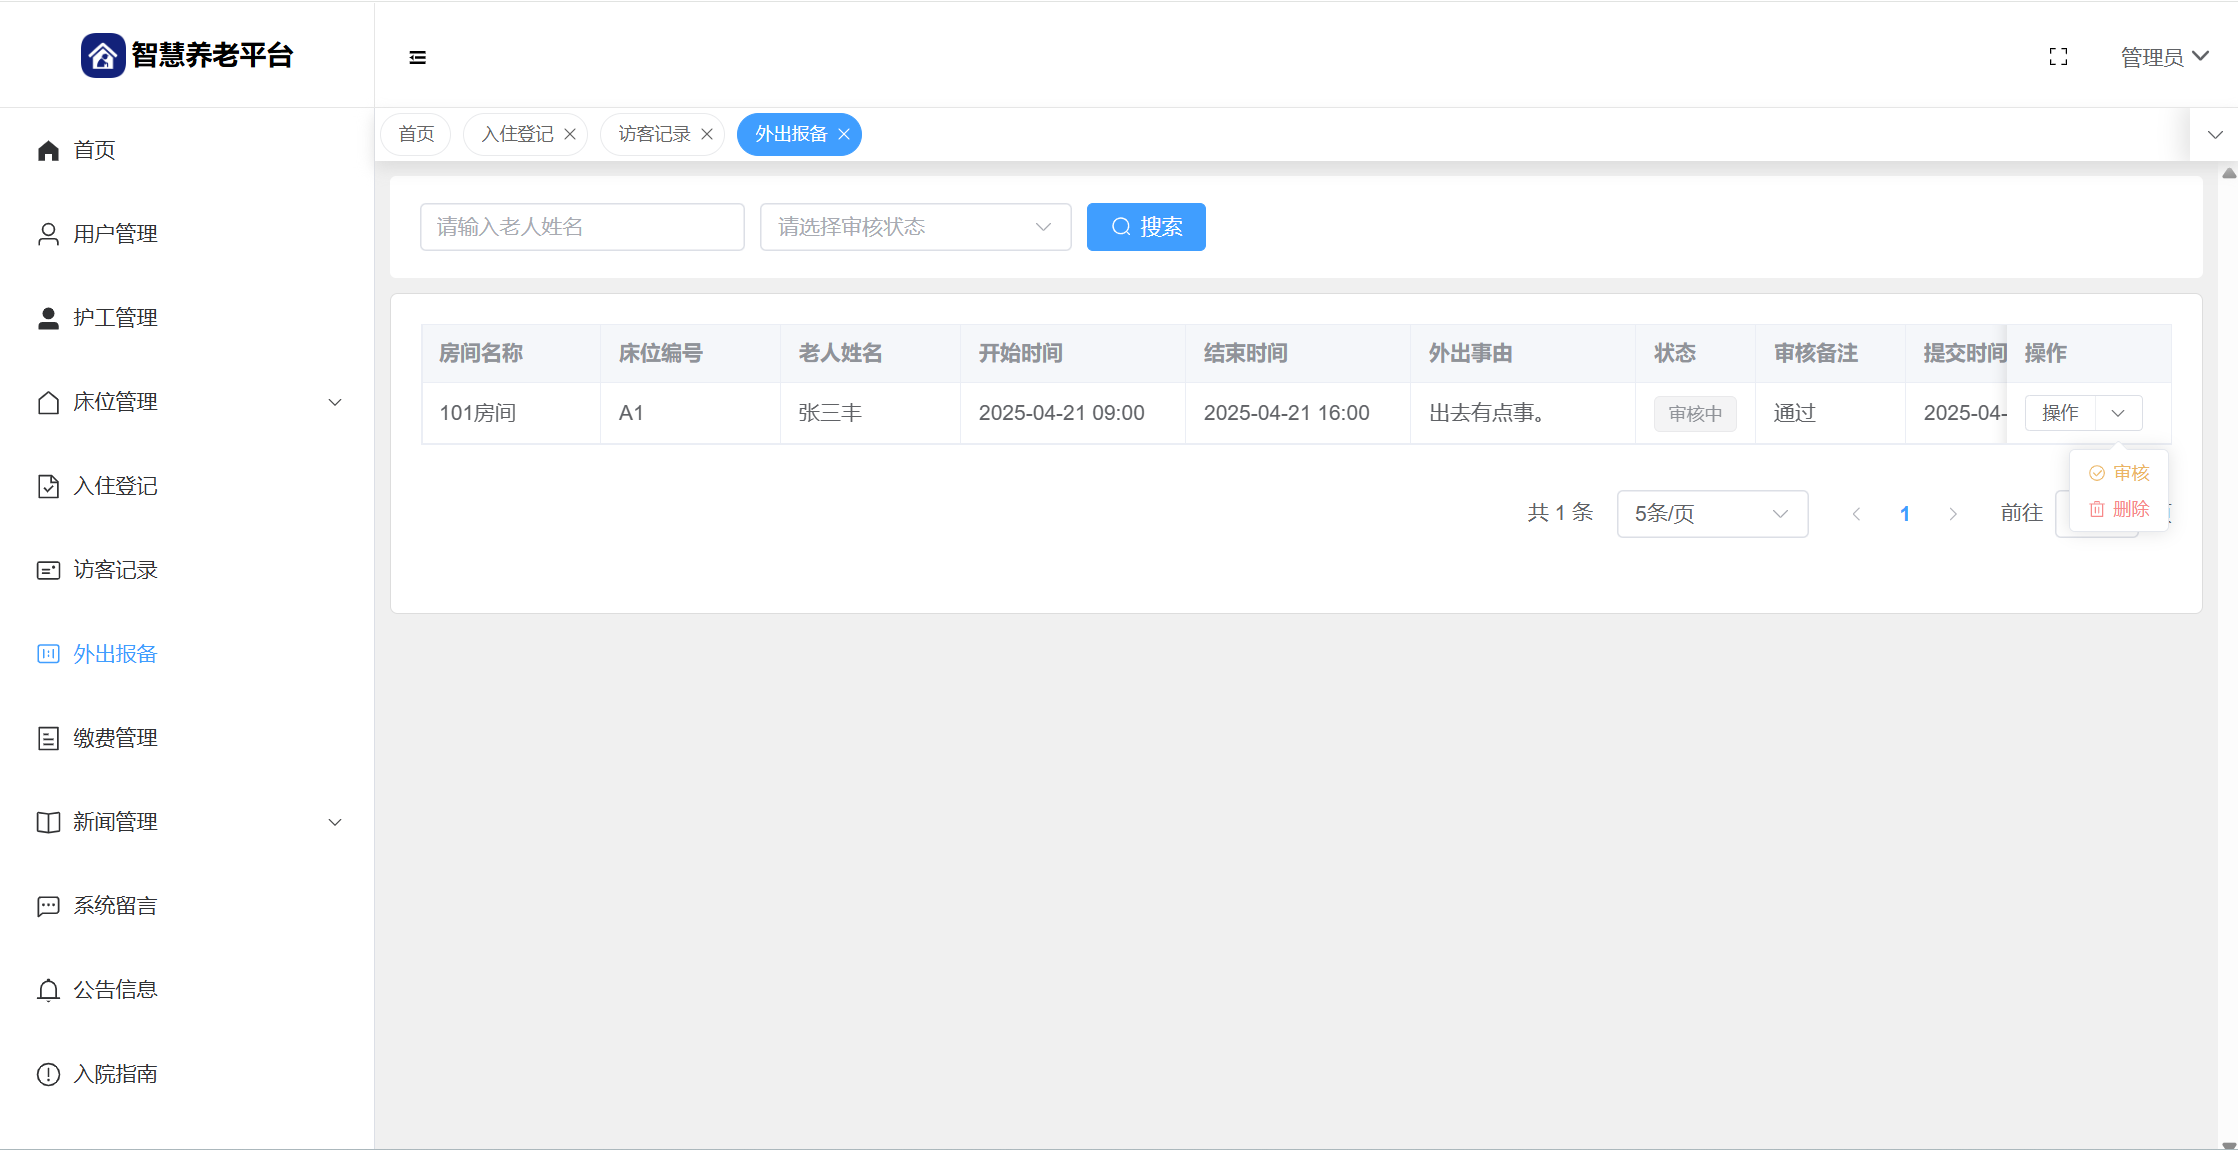 智慧养老平台
管理员
首页
用户管理
护工管理
床位管理
入住登记
访客记录
外出报备
缴费管理
新闻管理
系统留言
公告信息
入院指南
首页 入住登记 访客记录 外出报备
请输入老人姓名 请选择审核状态 搜索
房间名称 床位编号 老人姓名 开始时间 结束时间 外出事由 状态 审核备注 提交时间 操作
101房间 A1 张三丰 2025-04-21 09:00 2025-04-21 16:00 出去有点事。 审核中 通过 2025-04- 操作
审核
删除
共 1 条 5条/页 1 前往